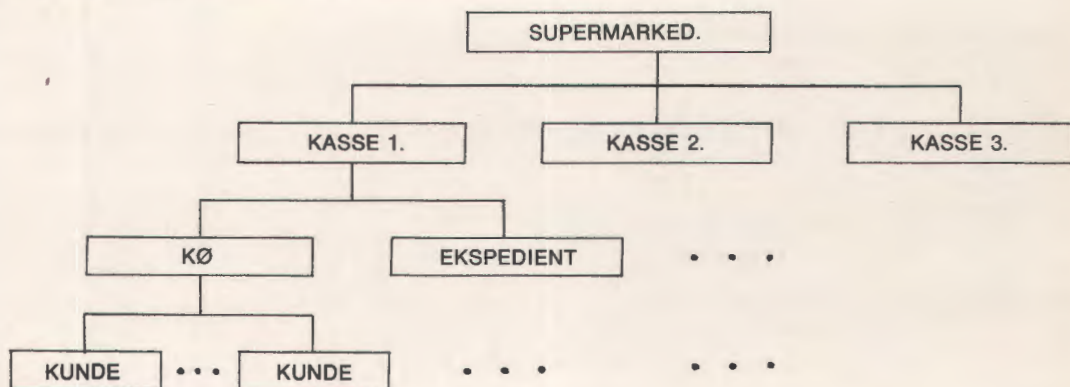 SUPERMARKED.
KASSE 1. KASSE 2. KASSE 3.
KØ EKSPEDIENT . . .
KUNDE . . . KUNDE . . . . . .